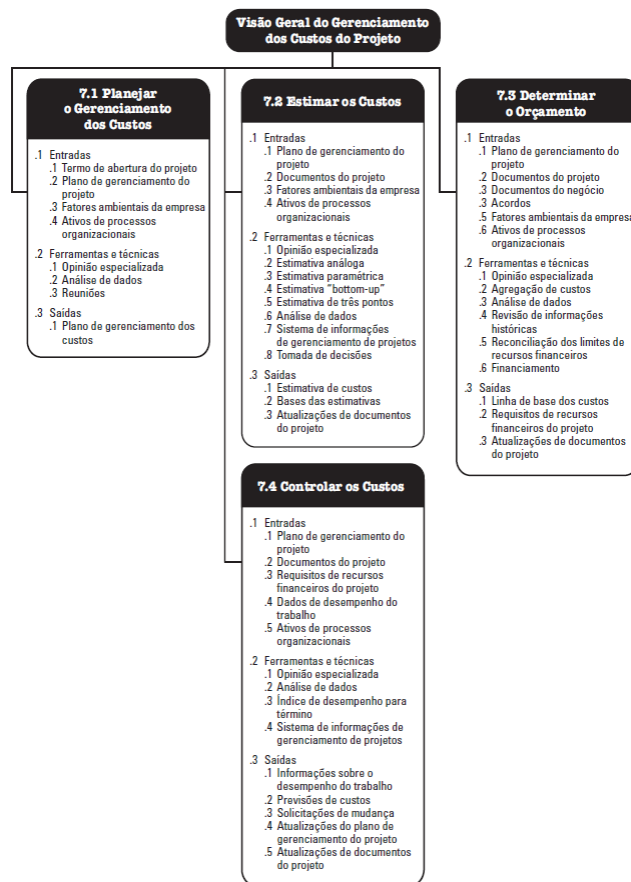 Visão Geral do Gerenciamento
dos Custos do Projeto
7.1 Planejar
o Gerenciamento
dos Custos
.1 Entradas
.1 Termo de abertura do projeto
.2 Plano de gerenciamento do
projeto
.3 Fatores ambientais da empresa
.4 Ativos de processos
organizacionais
.2 Ferramentas e técnicas
.1 Opinião especializada
.2 Análise de dados
.3 Reuniões
.3 Saídas
.1 Plano de gerenciamento dos
custos
7.2 Estimar os Custos
.1 Entradas
.1 Plano de gerenciamento do
projeto
.2 Documentos do projeto
.3 Fatores ambientais da empresa
.4 Ativos de processos
organizacionais
.2 Ferramentas e técnicas
.1 Opinião especializada
.2 Estimativa análoga
.3 Estimativa paramétrica
.4 Estimativa "bottom-up"
.5 Estimativa de três pontos
.6 Análise de dados
.7 Sistema de informações
de gerenciamento de projetos
.8 Tomada de decisões
.3 Saídas
.1 Estimativa de custos
.2 Bases das estimativas
.3 Atualizações de documentos
do projeto
7.3 Determinar
o Orçamento
.1 Entradas
.1 Plano de gerenciamento do
projeto
.2 Documentos do projeto
.3 Documentos do negócio
.3 Acordos
.5 Fatores ambientais da empresa
.6 Ativos de processos
organizacionais
.2 Ferramentas e técnicas
.1 Opinião especializada
.2 Agregação de custos
.3 Análise de dados
.4 Revisão de informações
históricas
.5 Reconciliação dos limites de
recursos financeiros
.6 Financiamento
.3 Saídas
.1 Linha de base dos custos
.2 Requisitos de recursos
financeiros do projeto
.3 Atualizações de documentos
do projeto
7.4 Controlar os Custos
.1 Entradas
.1 Plano de gerenciamento do
projeto
.2 Documentos do projeto
.3 Requisitos de recursos
financeiros do projeto
.4 Dados de desempenho do
trabalho
.5 Ativos de processos
organizacionais
.2 Ferramentas e técnicas
.1 Opinião especializada
.2 Análise de dados
.3 Índice de desempenho para
término
.4 Sistema de informações de
gerenciamento de projetos
.3 Saídas
.1 Informações sobre o
desempenho do trabalho
.2 Previsões de custos
.3 Solicitações de mudança
.4 Atualizações do plano de
gerenciamento do projeto
.5 Atualizações de documentos
do projeto